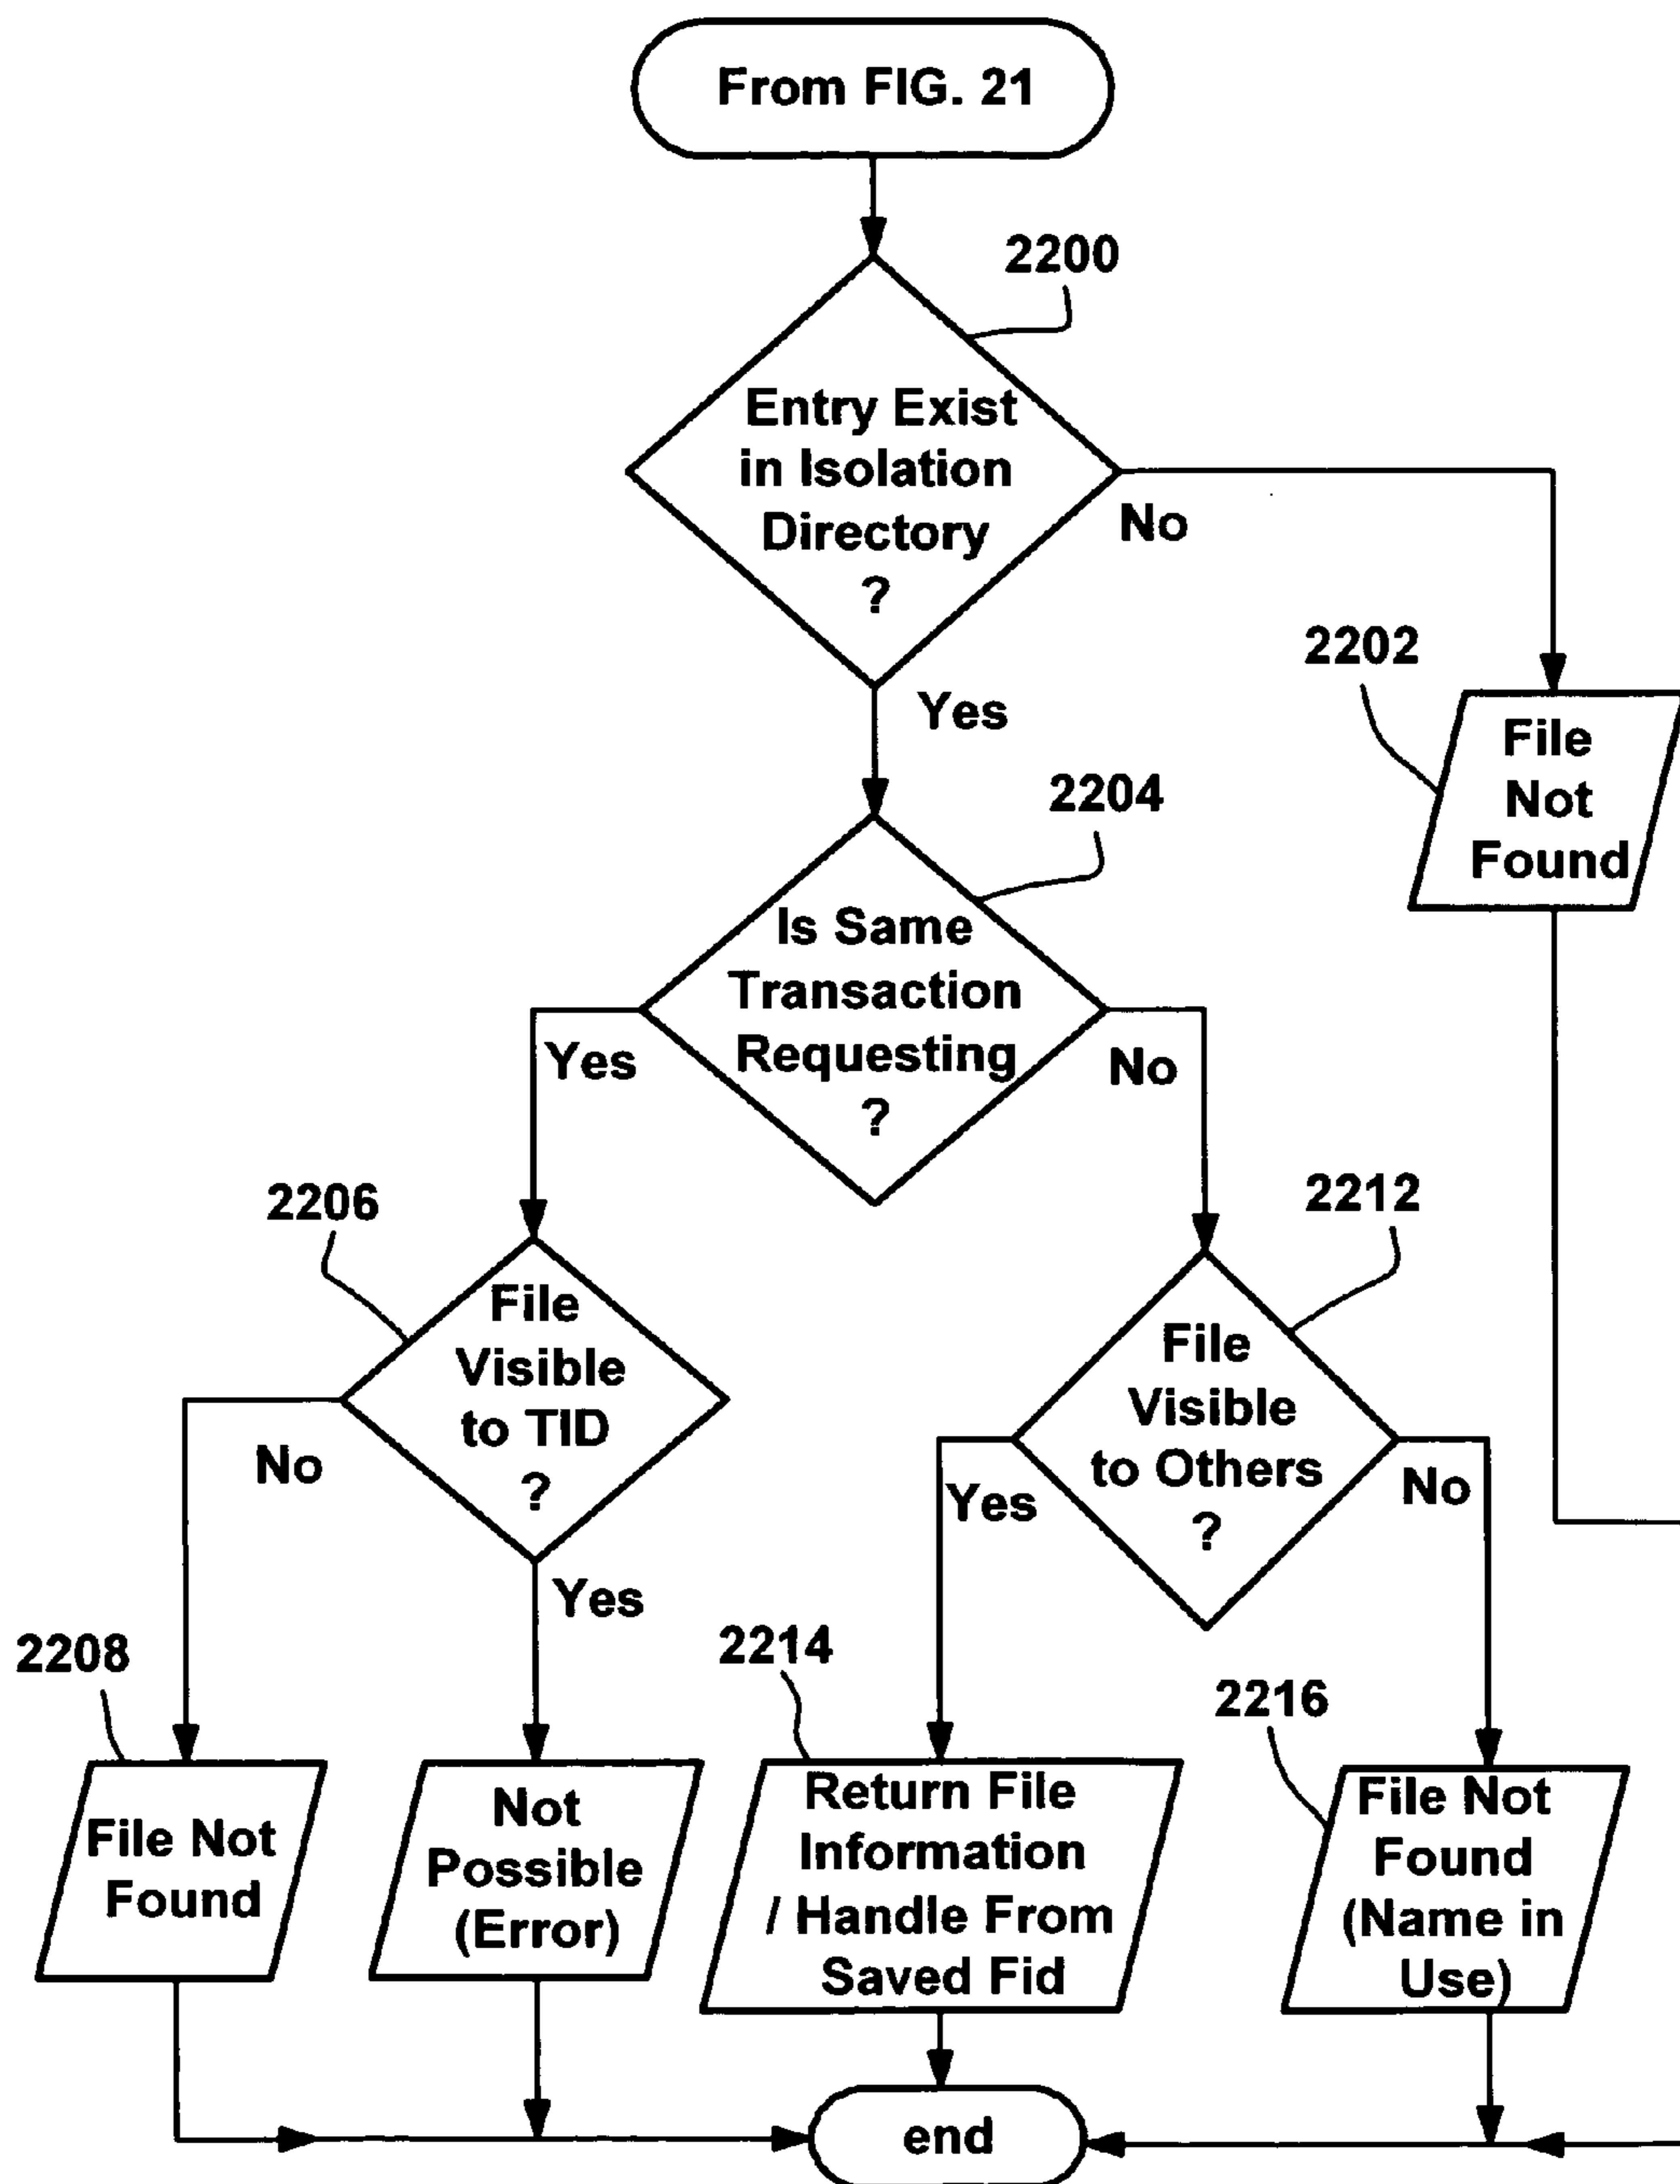 From FIG. 21
2200
Entry Exist
in Isolation
Directory
?
No
Yes
2202
File
Not
Found
2204
Is Same
Transaction
Requesting
?
Yes
No
2206
File
Visible
to TID
?
No
Yes
2212
File
Visible
to Others
?
Yes
No
2208
File Not
Found
Not
Possible
(Error)
2214
Return File
Information
/ Handle From
Saved Fid
2216
File Not
Found
(Name in
Use)
end